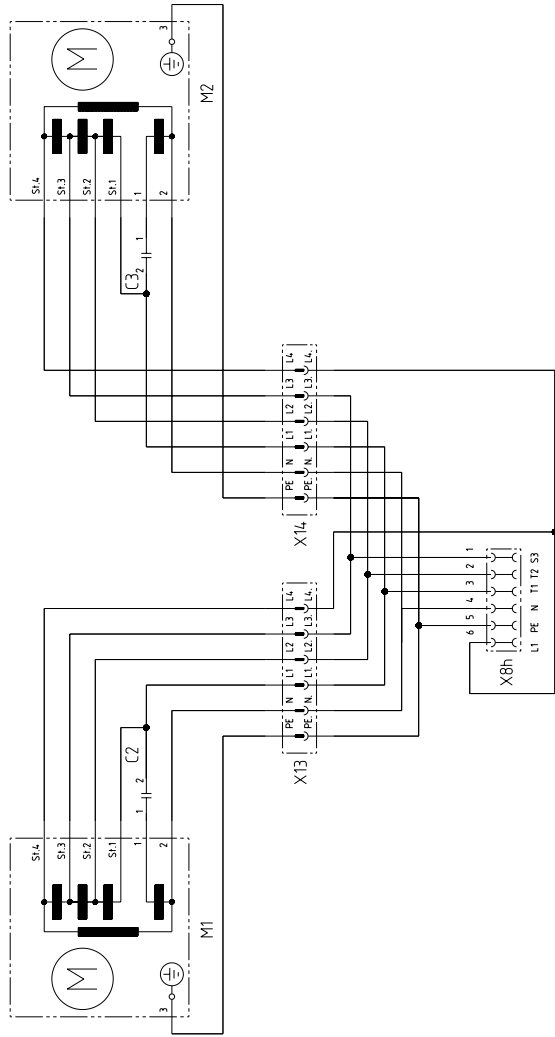 M
3
M2
St.4
St.3
St.2
St.1
1
2
C3
2
1
L4
L3
L2
L1
N
PE
L4.
L3.
L2.
L1.
N.
PE.
X14
L4
L3
L2
L1
N
PE
L4.
L3.
L2.
L1.
N.
PE.
X13
1
2
3
4
5
6
S3
T2
T1
N
PE
L1
X8h
C2
1
2
St.4
St.3
St.2
St.1
1
2
M1
M
3